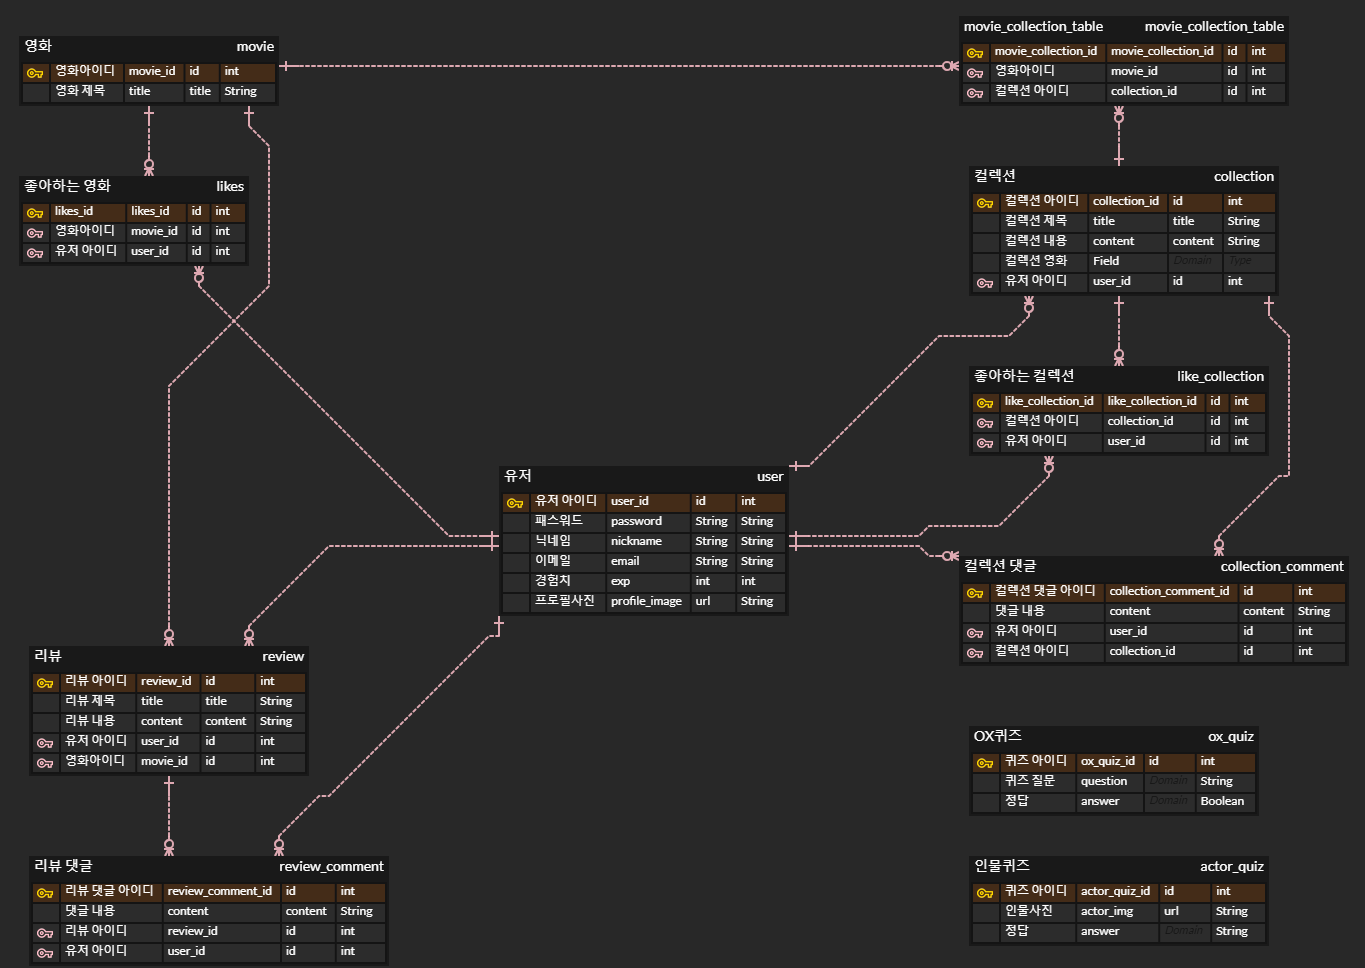 영화 movie
영화아이디 movie_id id int
영화 제목 title title String
movie_collection_table movie_collection_table
movie_collection_id movie_collection_id id int
영화아이디 movie_id id int
컬렉션 아이디 collection_id id int
좋아하는 영화 likes
likes_id likes_id id int
영화아이디 movie_id id int
유저 아이디 user_id id int
컬렉션 collection
컬렉션 아이디 collection_id id int
컬렉션 제목 title title String
컬렉션 내용 content content String
컬렉션 영화 Field Domain Type
유저 아이디 user_id id int
좋아하는 컬렉션 like_collection
like_collection_id like_collection_id id int
컬렉션 아이디 collection_id id int
유저 아이디 user_id id int
유저 user
유저 아이디 user_id id int
패스워드 password String String
닉네임 nickname String String
이메일 email String String
경험치 exp int int
프로필사진 profile_image url String
컬렉션 댓글 collection_comment
컬렉션 댓글 아이디 collection_comment_id id int
댓글 내용 content content String
유저 아이디 user_id id int
컬렉션 아이디 collection_id id int
리뷰 review
리뷰 아이디 review_id id int
리뷰 제목 title title String
리뷰 내용 content content String
유저 아이디 user_id id int
영화아이디 movie_id id int
OX퀴즈 ox_quiz
퀴즈 아이디 ox_quiz_id id int
퀴즈 질문 question Domain String
정답 answer Domain Boolean
리뷰 댓글 review_comment
리뷰 댓글 아이디 review_comment_id id int
댓글 내용 content content String
리뷰 아이디 review_id id int
유저 아이디 user_id id int
인물퀴즈 actor_quiz
퀴즈 아이디 actor_quiz_id id int
인물사진 actor_img url String
정답 answer Domain String